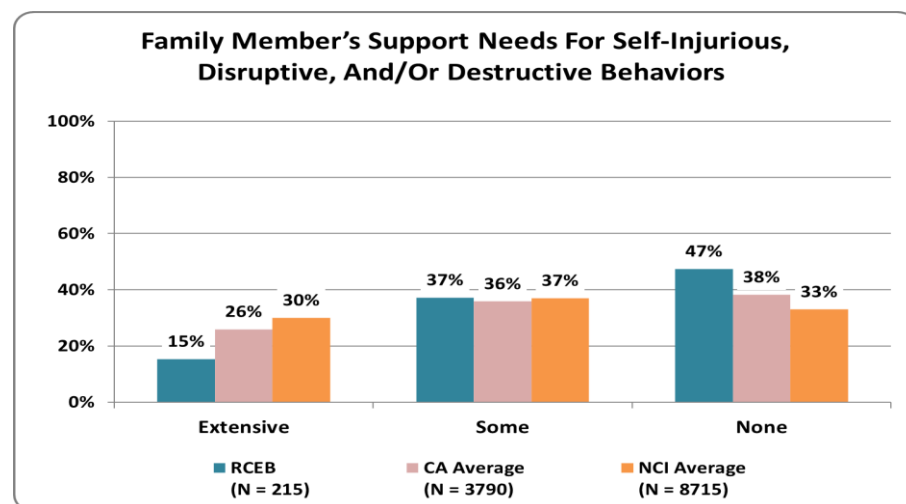 Family Member’s Support Needs For Self-Injurious,
Disruptive, And/Or Destructive Behaviors
100%
80%
60%
40%
20%
0%
15%
26%
30%
37%
36%
37%
47%
38%
33%
Extensive
Some
None
RCEB
(N = 215)
CA Average
(N = 3790)
NCI Average
(N = 8715)